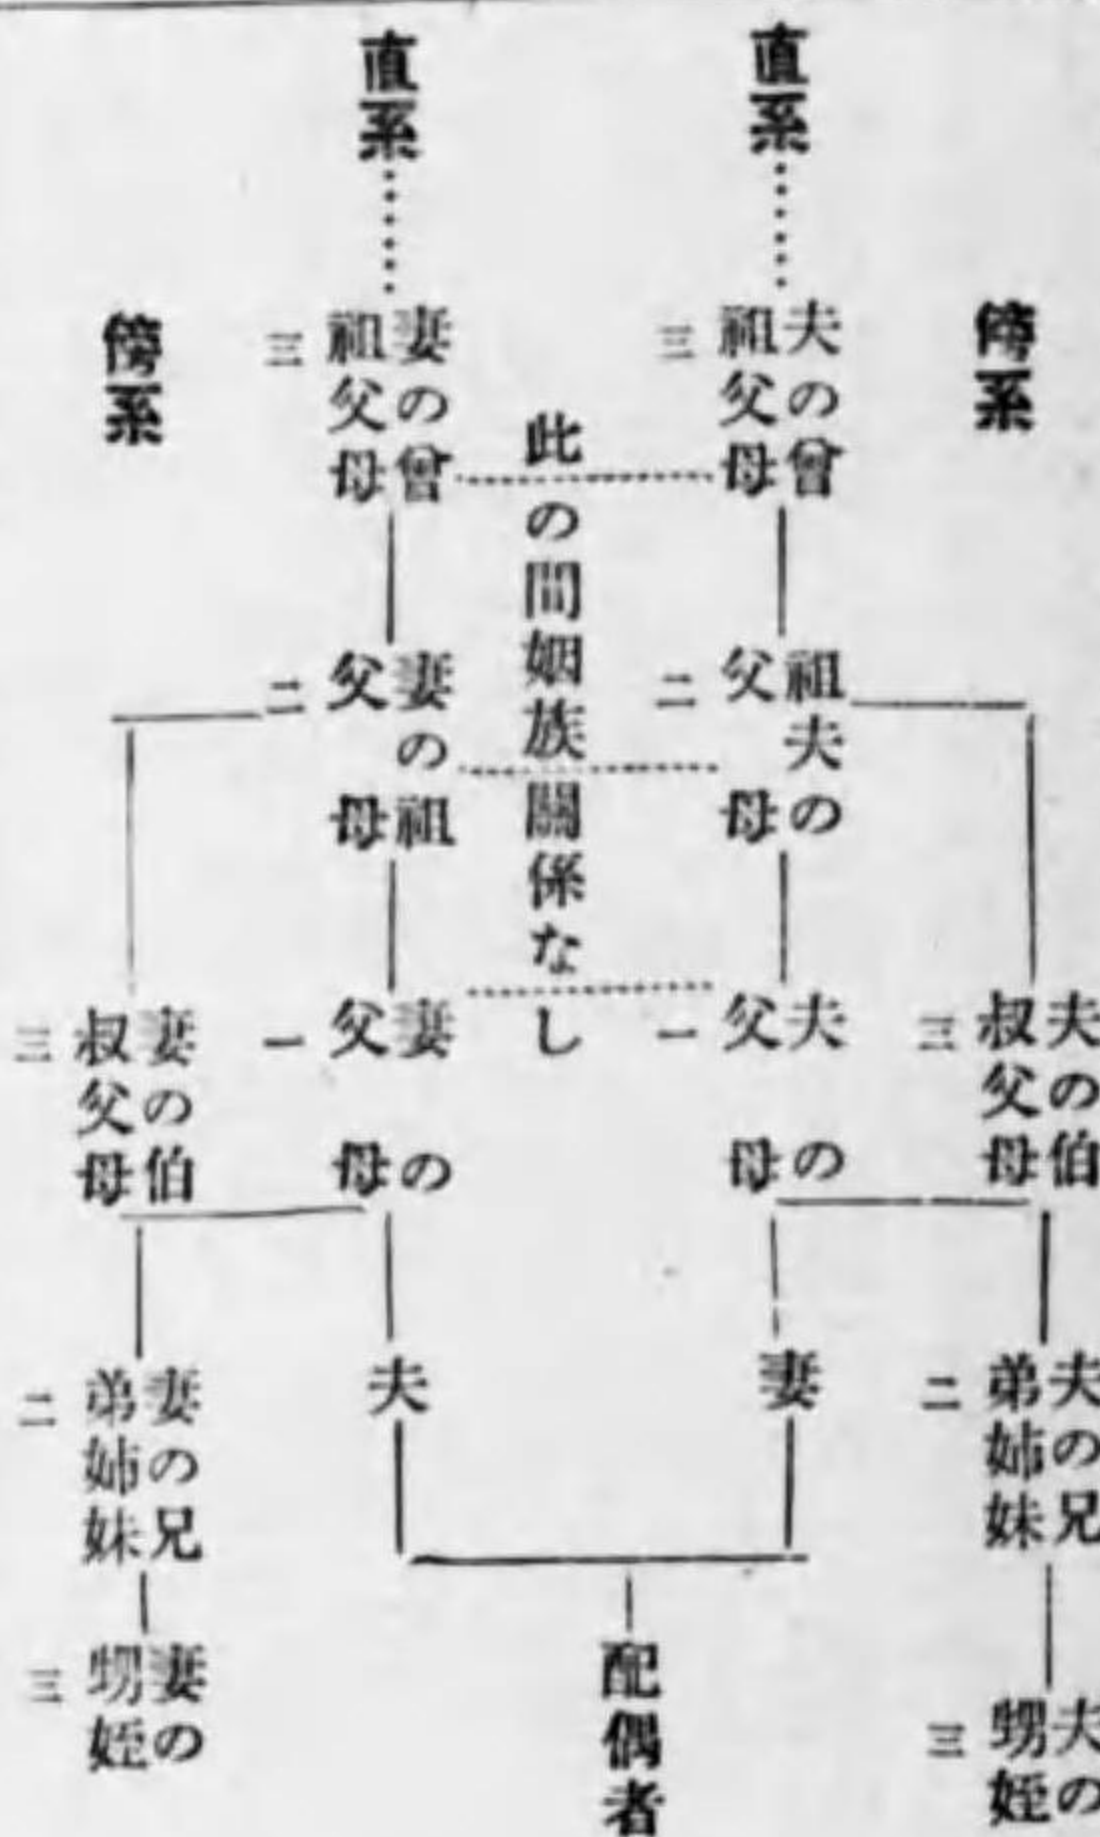 傍系
夫の伯
叔父母
三
夫の兄
弟姉妹
二
夫の
甥姪
三
直系
夫の曾
祖父母
三
祖夫の
父母
二
夫の
父母
一
妻
此の間姻族關係なし
配偶者
直系
妻の曾
祖父母
三
妻の祖
父母
二
妻の
父母
一
夫
傍系
妻の伯
叔父母
三
妻の兄
弟姉妹
二
妻の
甥姪
三